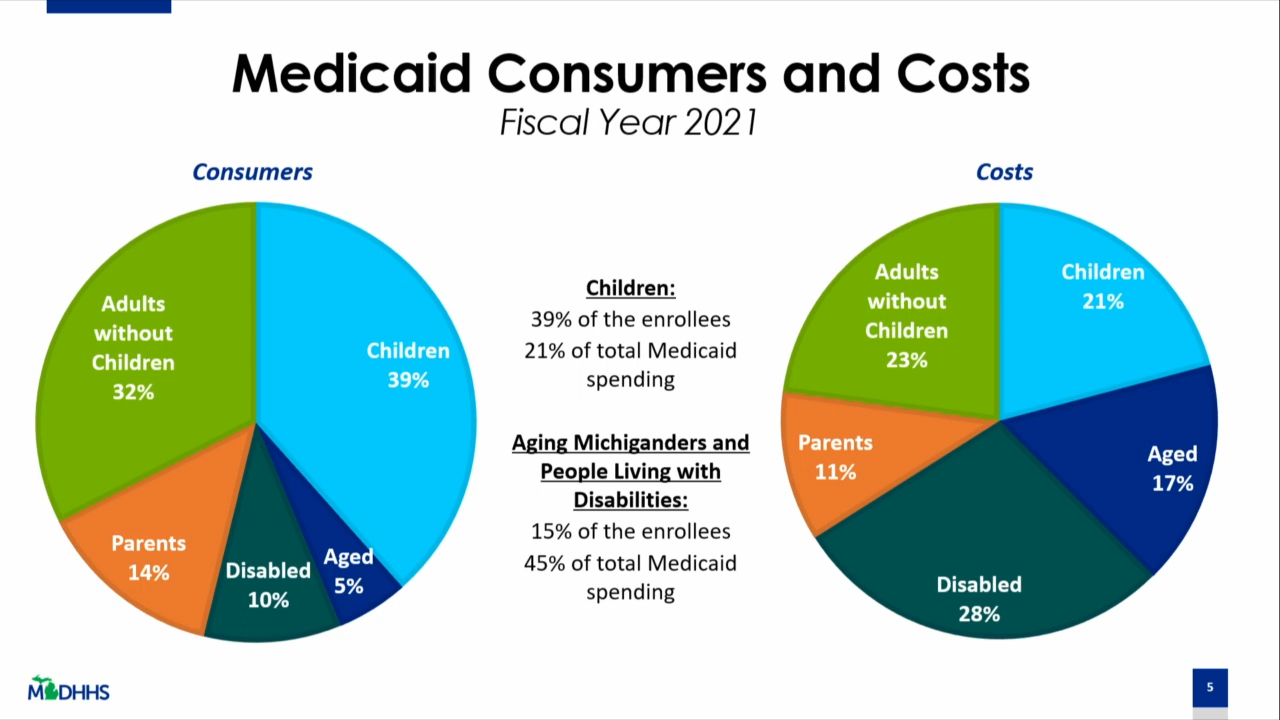 Medicaid Consumers and Costs
Fiscal Year 2021
Consumers
Adults
without
Children
32%
Children
39%
Parents
14%
Disabled
10%
Aged
5%
Children:
39% of the enrollees
21% of total Medicaid
spending
Aging Michiganders and
People Living with
Disabilities:
15% of the enrollees
45% of total Medicaid
spending
Costs
Adults
without
Children
23%
Children
21%
Parents
11%
Aged
17%
Disabled
28%
MDHHS
5